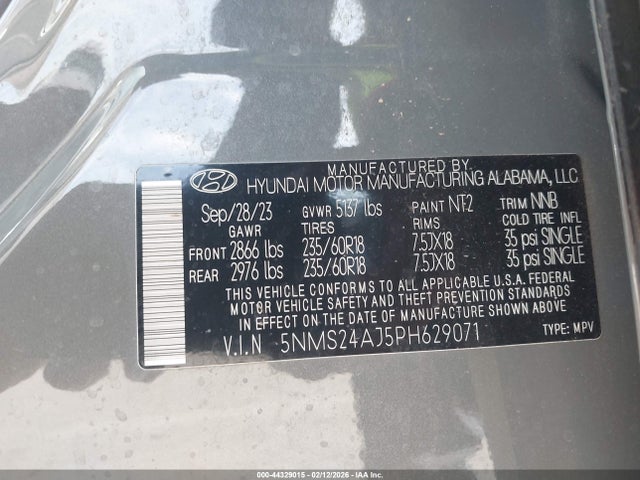 MANUFACTURED BY
HYUNDAI MOTOR MANUFACTURING ALABAMA, LLC
Sep/28/23 GVWR 5137 lbs PAINT NT2 TRIM NNB
GAWR TIRES RIMS COLD TIRE INFL
FRONT 2866 lbs 235/60R18 7.5JX18 35 psi SINGLE
REAR 2976 lbs 235/60R18 7.5JX18 35 psi SINGLE
THIS VEHICLE CONFORMS TO ALL APPLICABLE U.S.A. FEDERAL
MOTOR VEHICLE SAFETY AND THEFT PREVENTION STANDARDS
IN EFFECT ON THE DATE OF MANUFACTURE SHOWN ABOVE.
V.I.N 5NMS24AJ5PH629071 TYPE: MPV
000-44329015 - 02/12/2026 - IAAI.COM